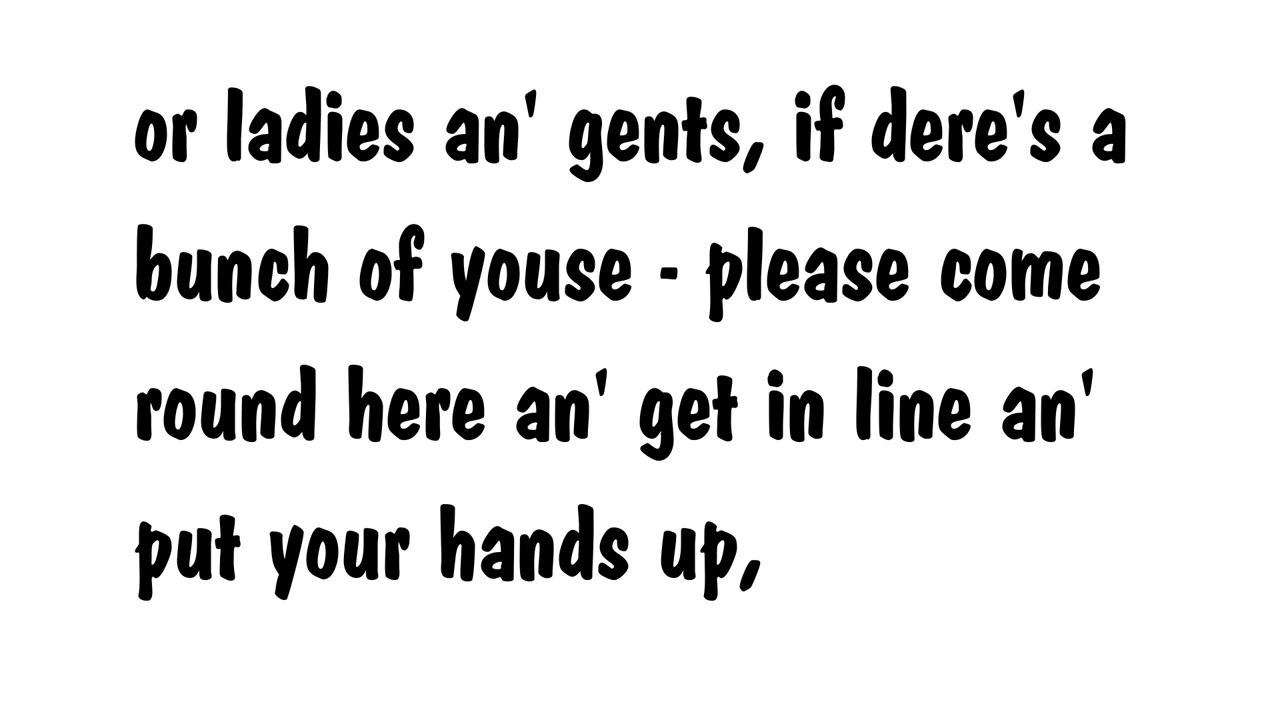 or ladies an' gents, if dere's a
bunch of youse - please come
round here an' get in line an'
put your hands up,